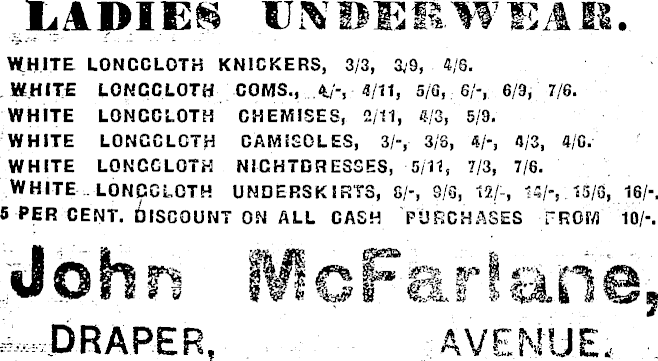 LADIES UNDERWEAR.
WHITE LONGCLOTH KNICKERS, 3/3, 3/9, 4/6.
WHITE LONGCLOTH COMS., 4/-, 4/11, 5/6, 6/-, 6/9, 7/6.
WHITE LONGCLOTH CHEMISES, 2/11, 4/3, 5/9.
WHITE LONGCLOTH CAMISOLES, 3/-, 3/6, 4/-, 4/3, 4/6.
WHITE LONGCLOTH NIGHTDRESSES, 5/11, 7/3, 7/6.
WHITE LONGCLOTH UNDERSKIRTS, 8/-, 9/6, 12/-, 14/-, 15/6, 16/-.
5 PER CENT. DISCOUNT ON ALL CASH PURCHASES FROM 10/-.
John McFarlane,
DRAPER, AVENUE.